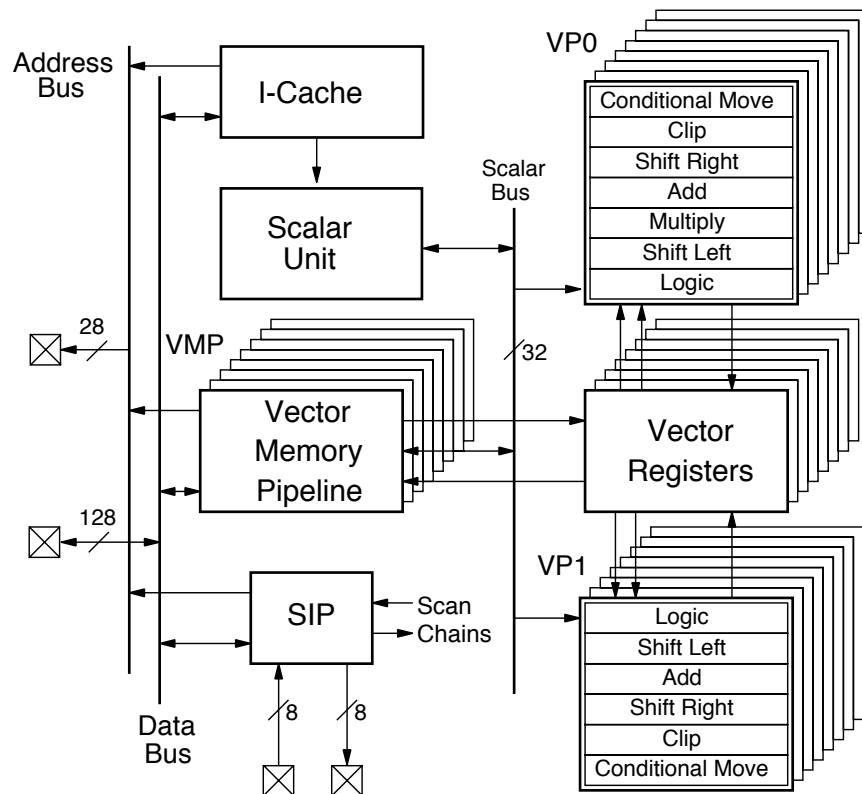 Address
Bus
I-Cache
VP0
Conditional Move
Clip
Shift Right
Add
Multiply
Shift Left
Logic
Scalar
Bus
Scalar
Unit
28
VMP
32
Vector
Memory
Pipeline
Vector
Registers
128
VP1
SIP
Scan
Chains
Logic
Shift Left
Add
Shift Right
Clip
Conditional Move
8
8
Data
Bus